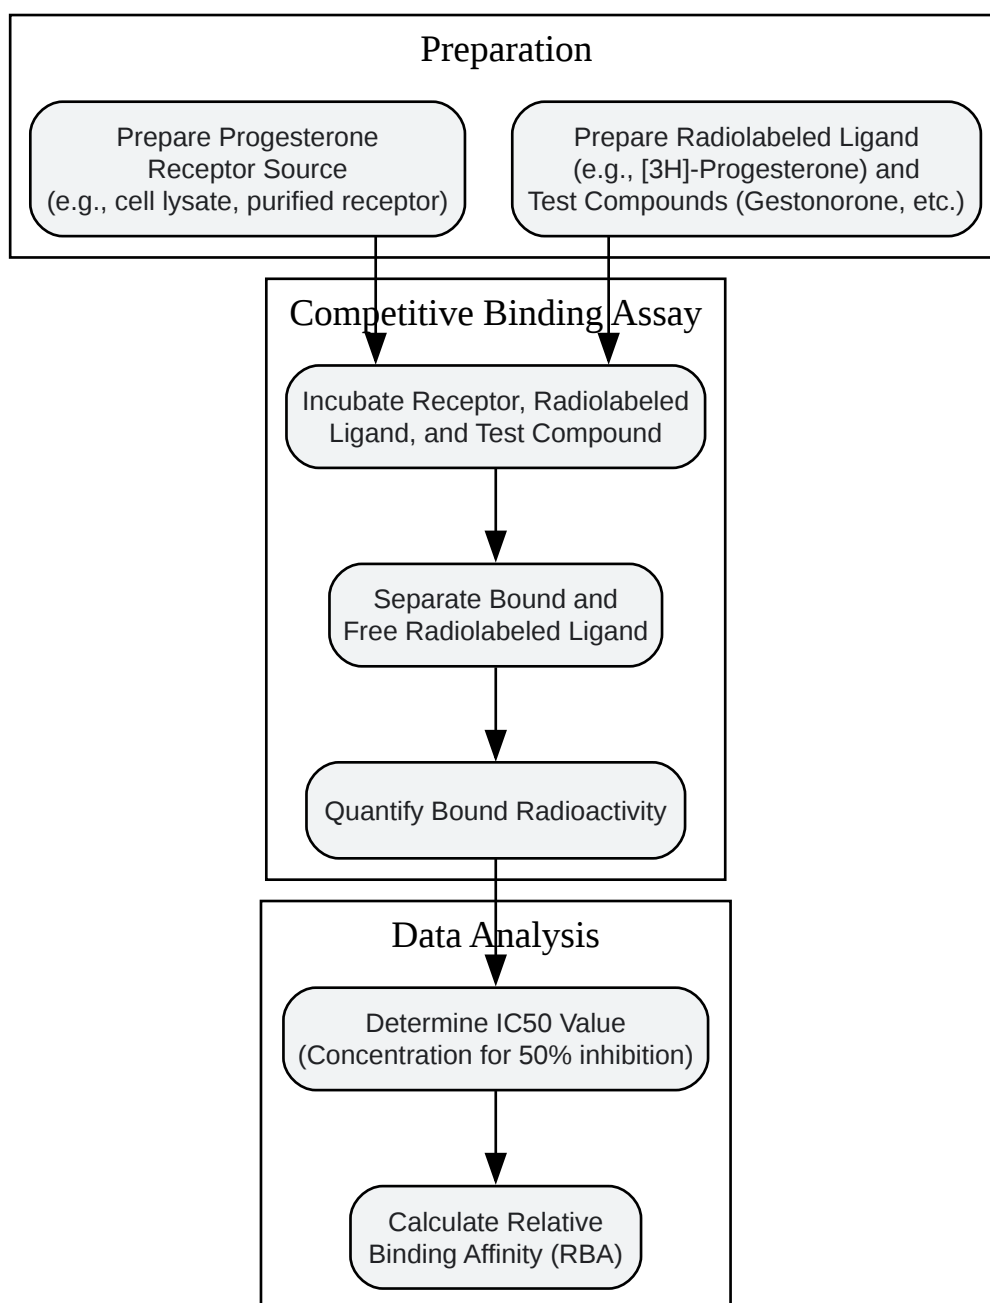 Preparation
Prepare Progesterone
Receptor Source
(e.g., cell lysate, purified receptor)
Prepare Radiolabeled Ligand
(e.g., [3H]-Progesterone) and
Test Compounds (Gestonorone, etc.)
Competitive Binding Assay
Incubate Receptor, Radiolabeled
Ligand, and Test Compound
Separate Bound and
Free Radiolabeled Ligand
Quantify Bound Radioactivity
Data Analysis
Determine IC50 Value
(Concentration for 50% inhibition)
Calculate Relative
Binding Affinity (RBA)